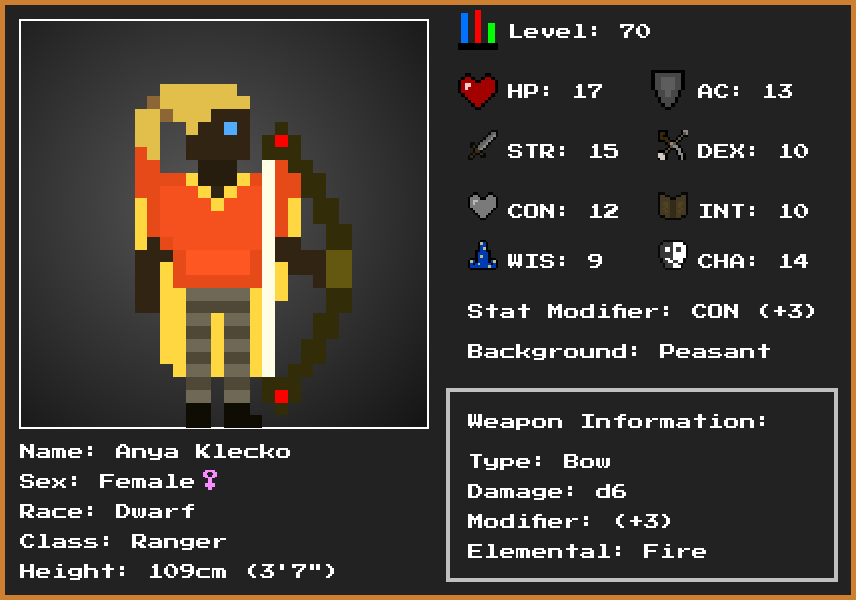 Level: 70
HP: 17
AC: 13
STR: 15
DEX: 10
CON: 12
INT: 10
WIS: 9
CHA: 14
Stat Modifier: CON (+3)
Background: Peasant
Weapon Information:
Type: Bow
Damage: d6
Modifier: (+3)
Elemental: Fire
Name: Anya Klecko
Sex: Female♀
Race: Dwarf
Class: Ranger
Height: 109cm (3'7")